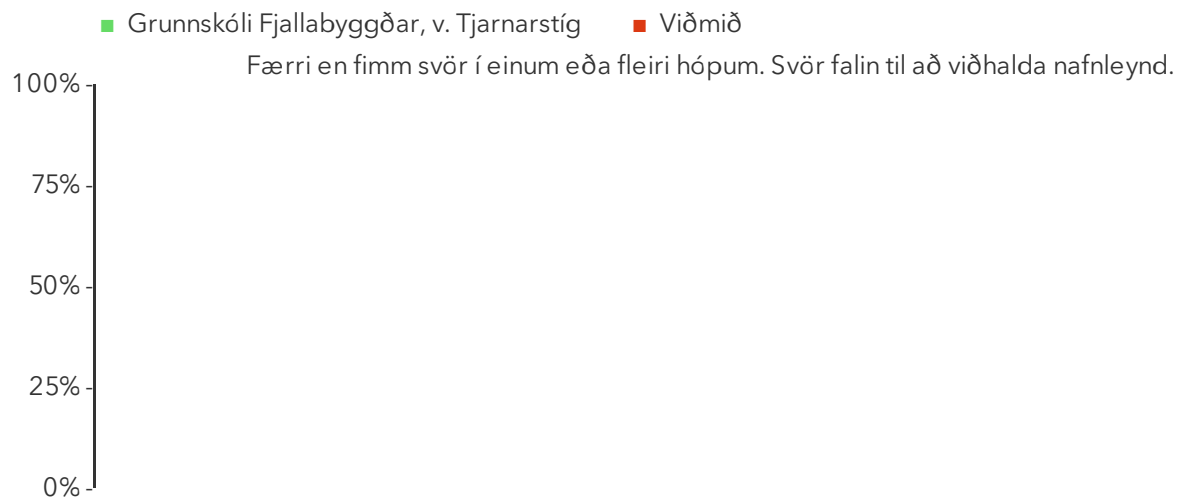 Grunnskóli Fjallabyggðar, v. Tjarnarstíg Viðmið
Færri en fimm svör í einum eða fleiri hópum. Svör falin til að viðhalda nafnleynd.
100%
75%
50%
25%
0%